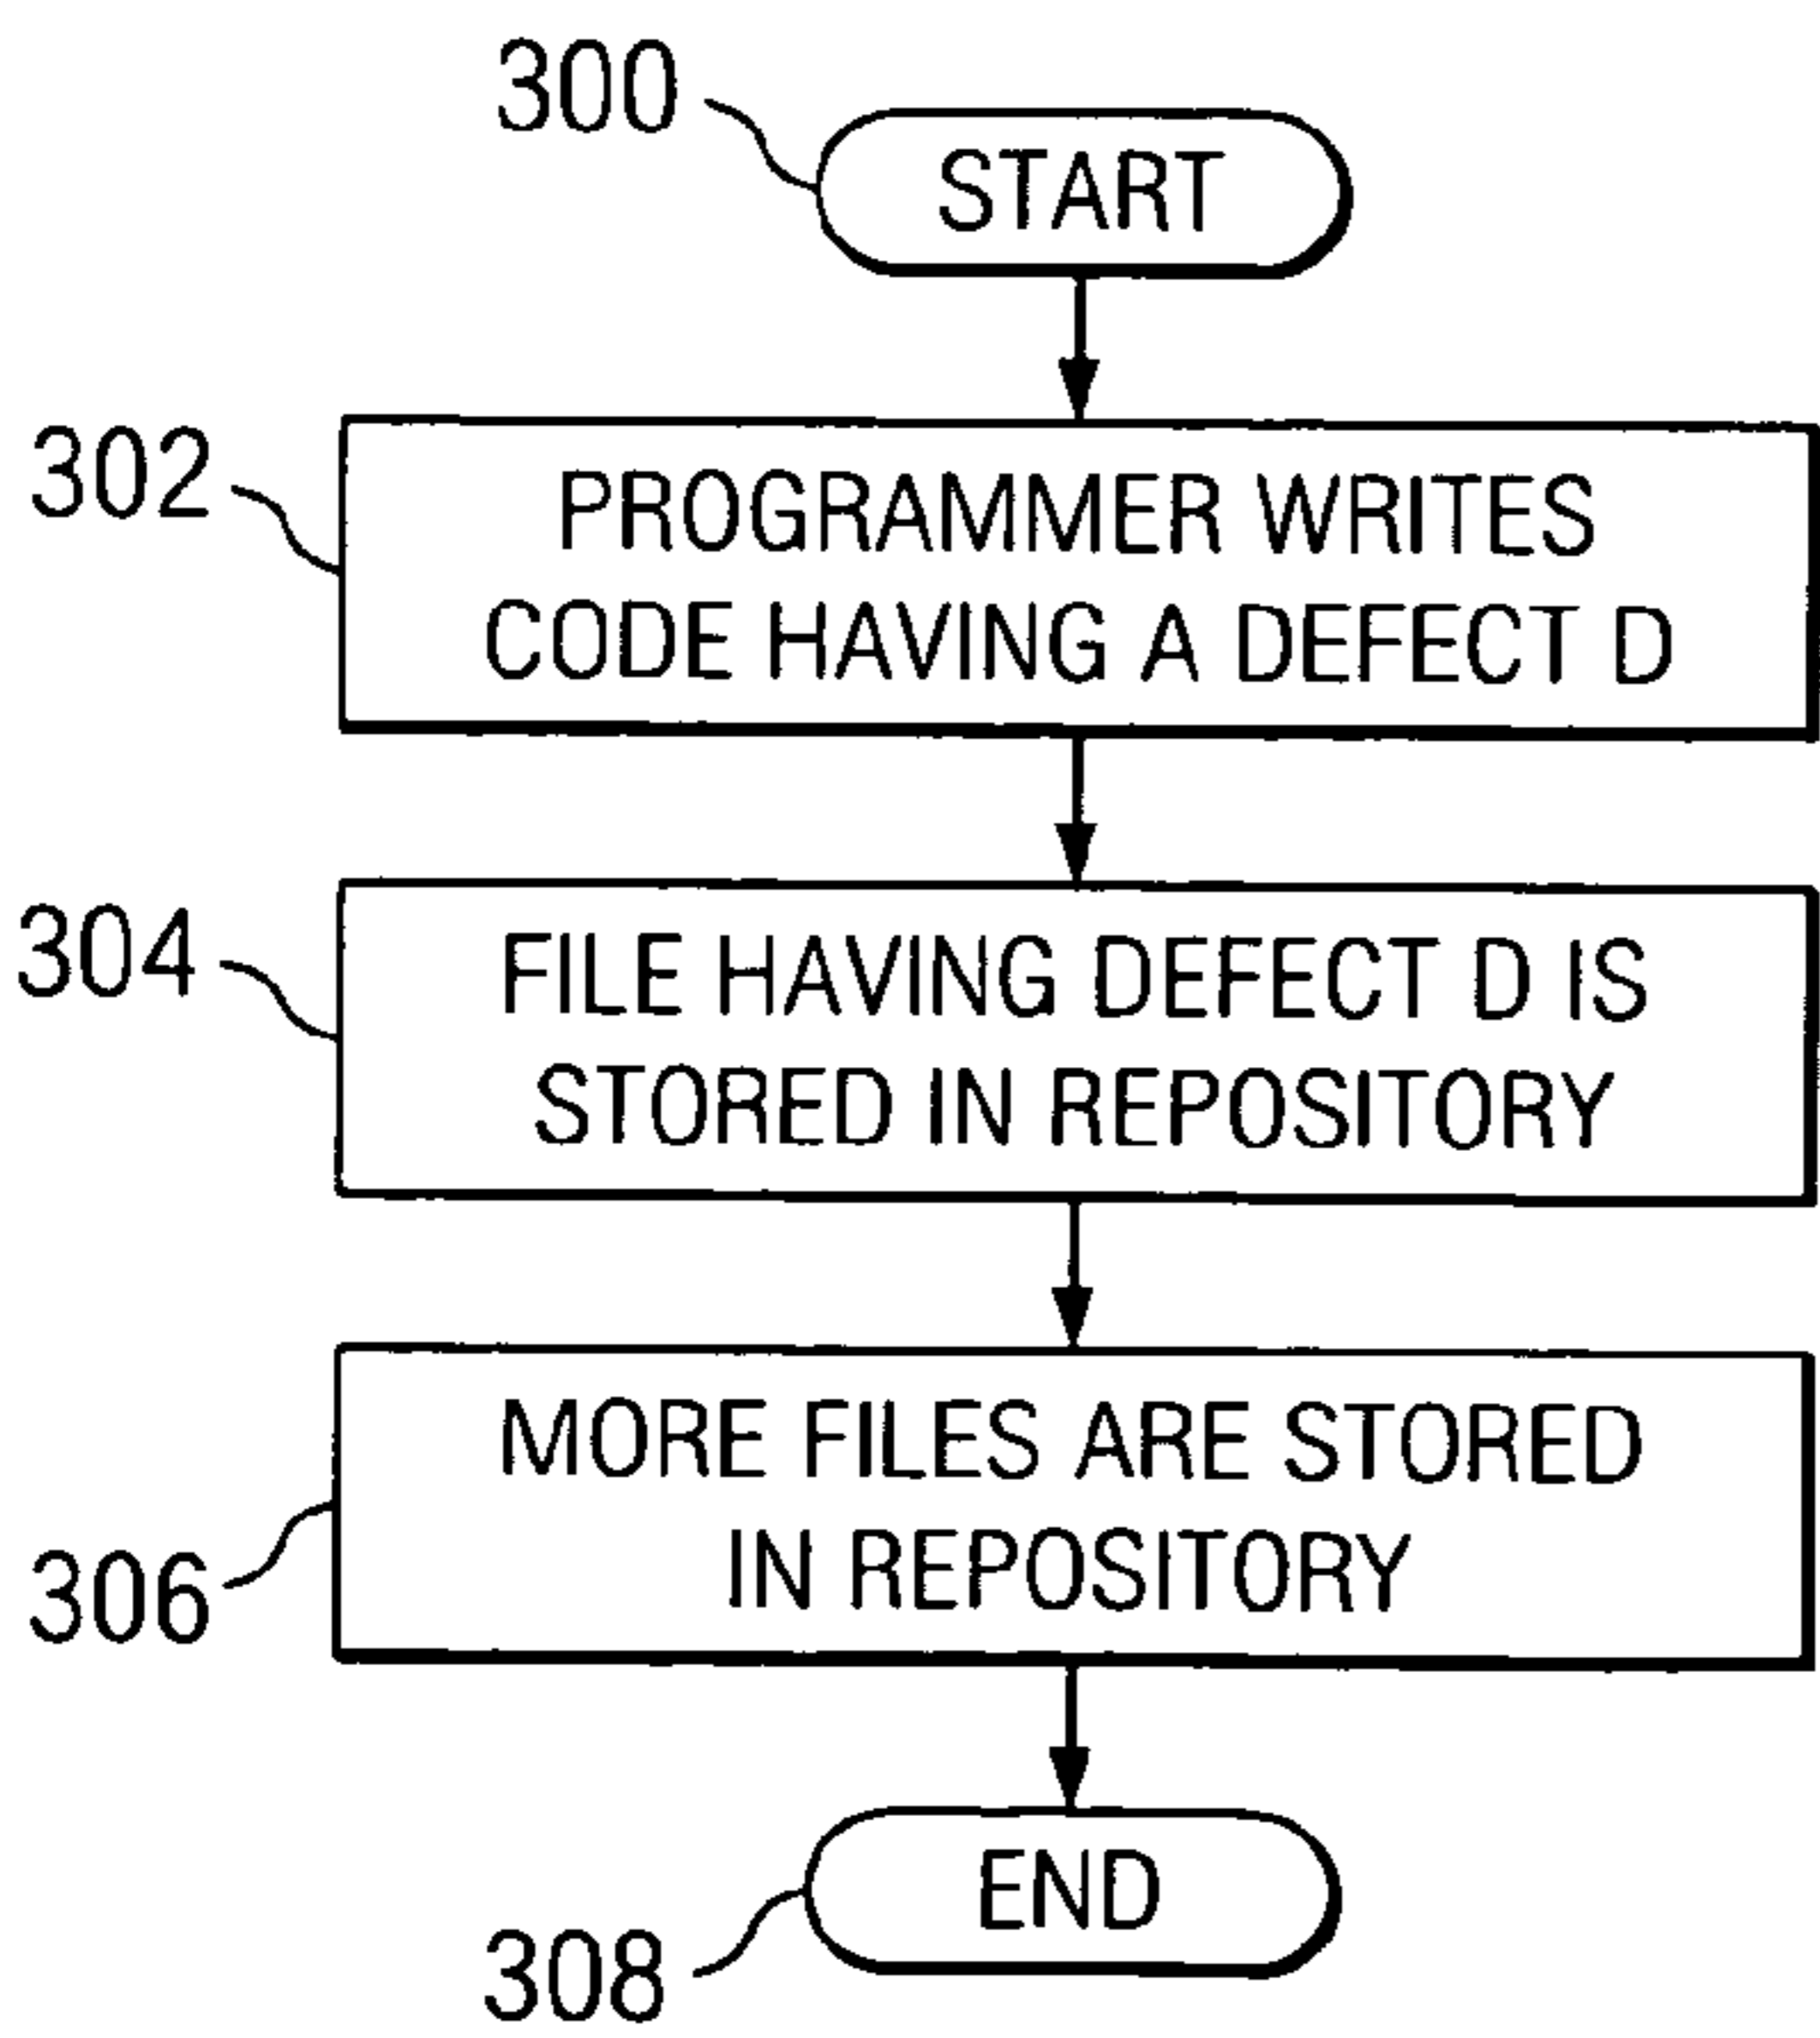 300
START
302
PROGRAMMER WRITES
CODE HAVING A DEFECT D
304
FILE HAVING DEFECT D IS
STORED IN REPOSITORY
MORE FILES ARE STORED
IN REPOSITORY
306
END
308